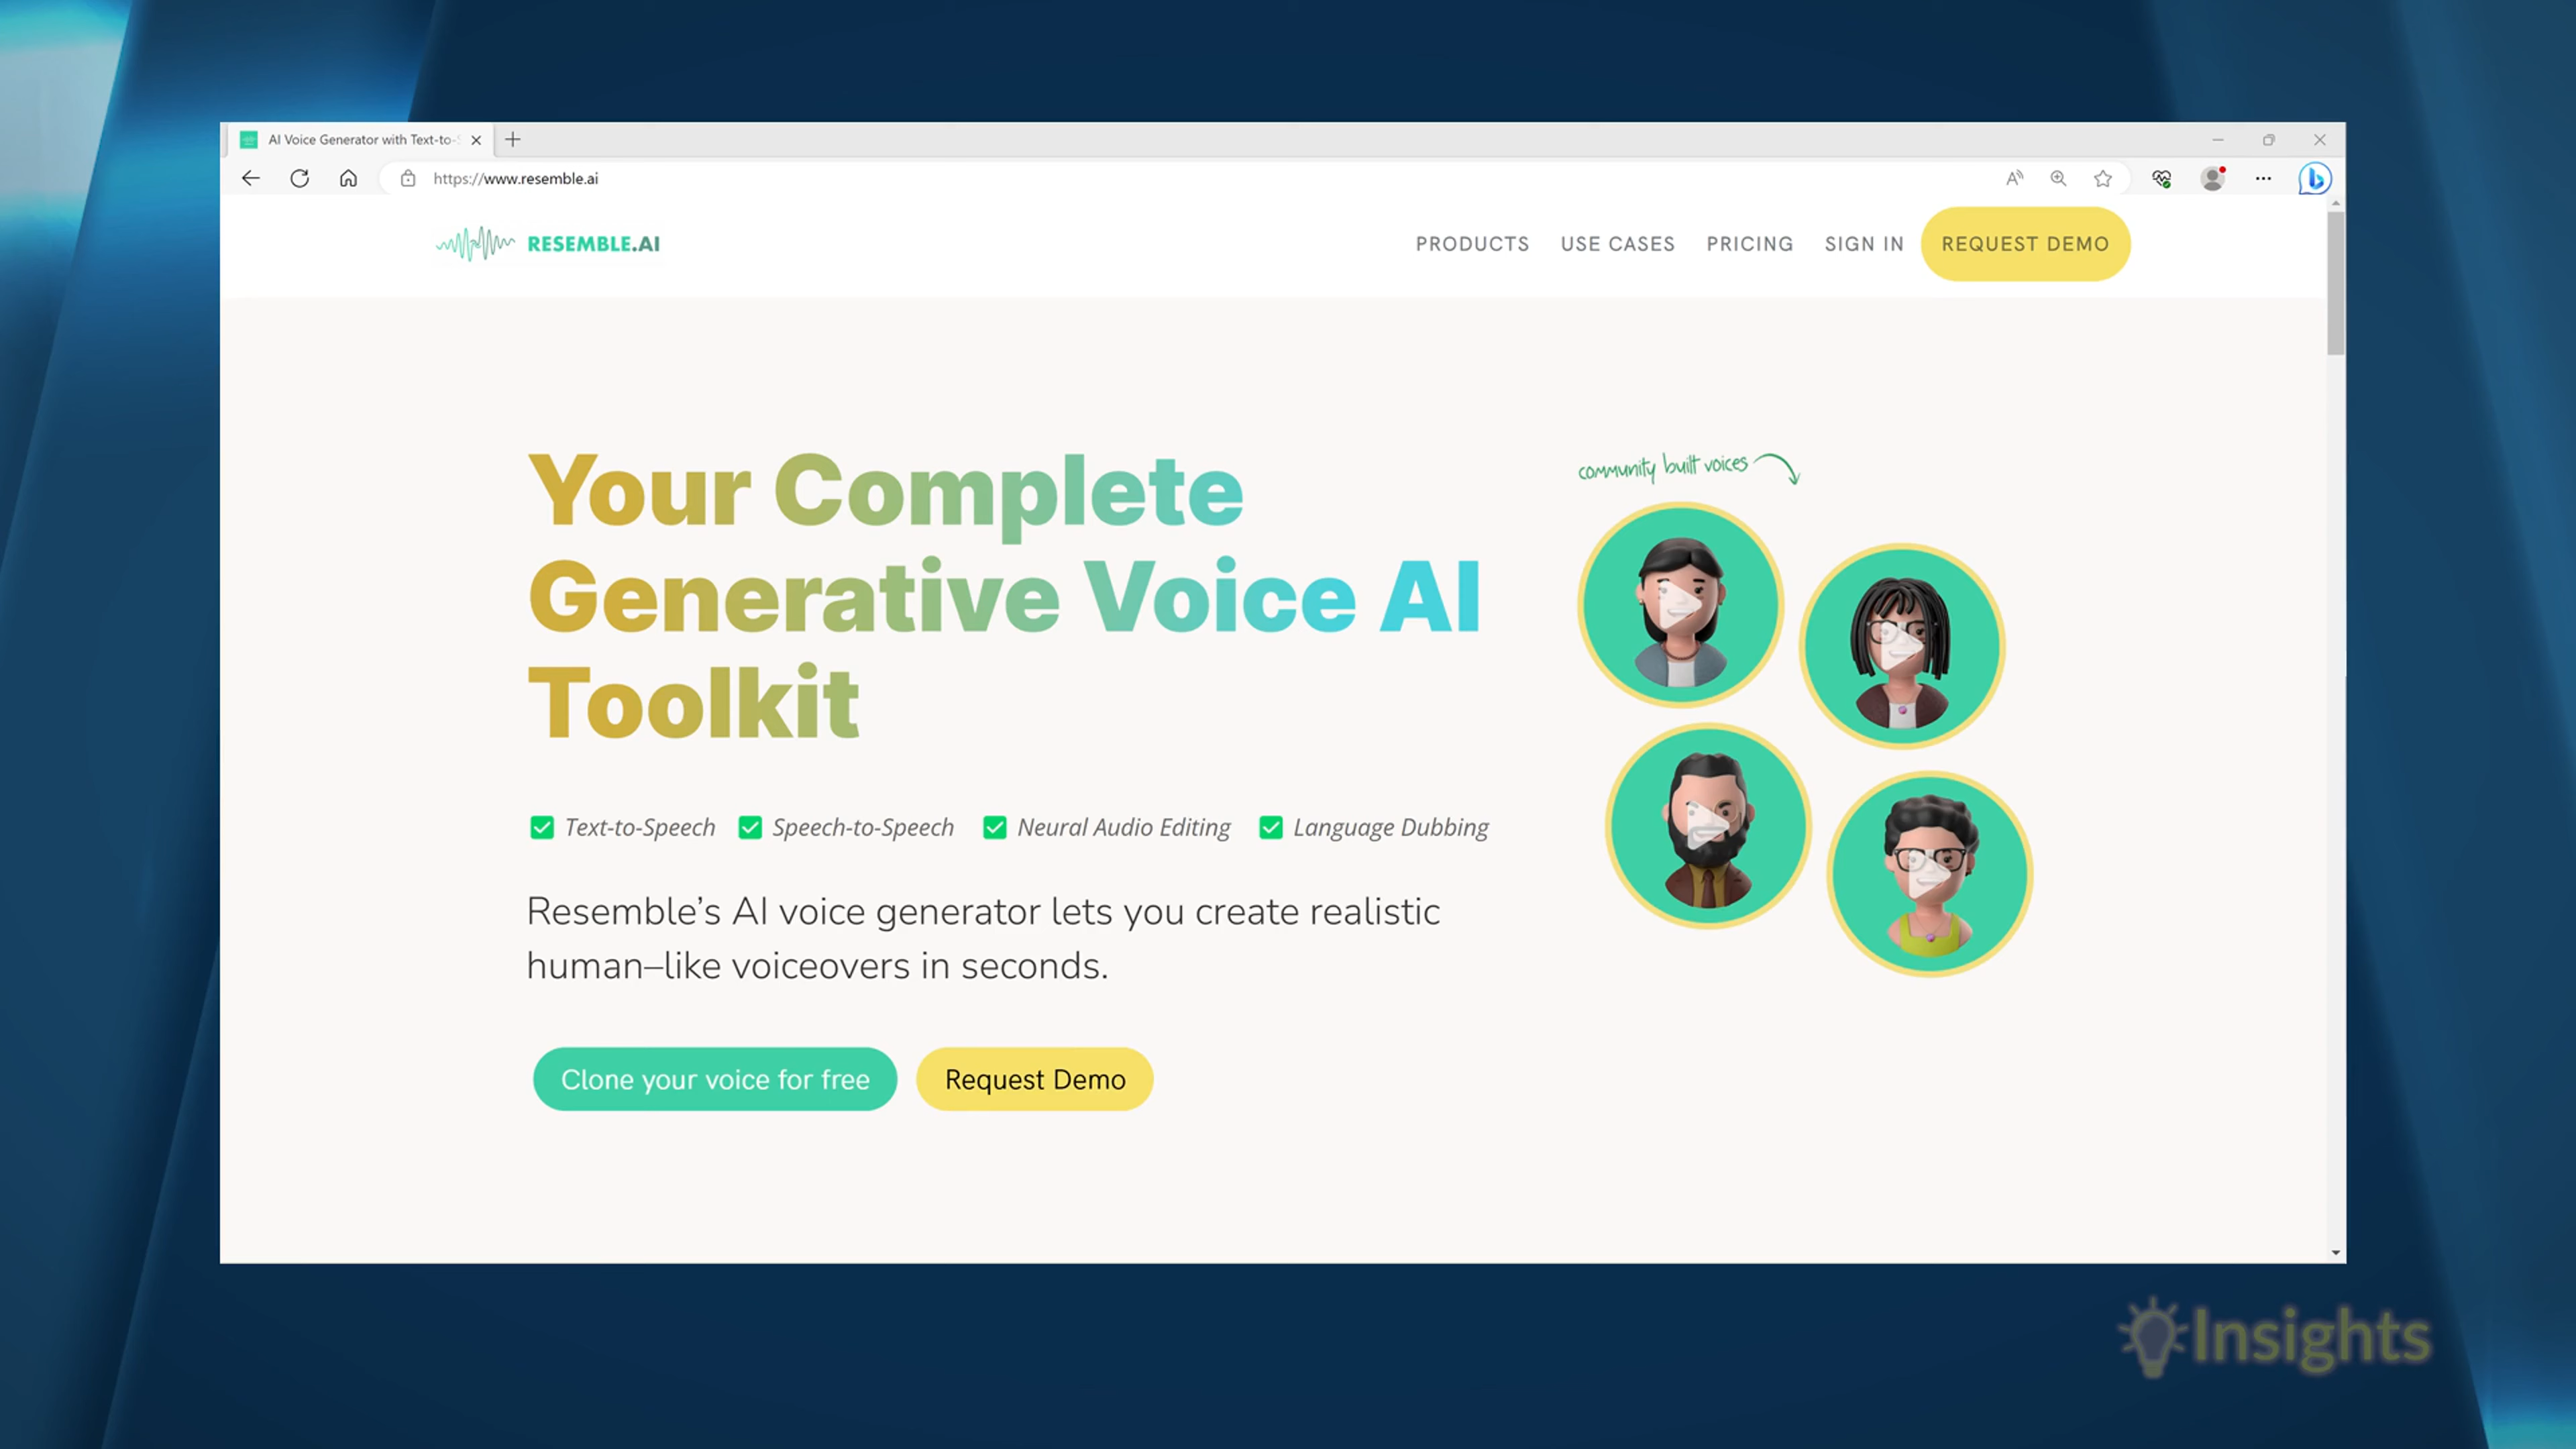 AI Voice Generator with Text-to-S
https://www.resemble.ai
RESEMBLE.AI
PRODUCTS
USE CASES
PRICING
SIGN IN
REQUEST DEMO
Your Complete
Generative Voice AI
Toolkit
community built voices
Text-to-Speech
Speech-to-Speech
Neural Audio Editing
Language Dubbing
Resemble’s AI voice generator lets you create realistic
human–like voiceovers in seconds.
Clone your voice for free
Request Demo
Insights